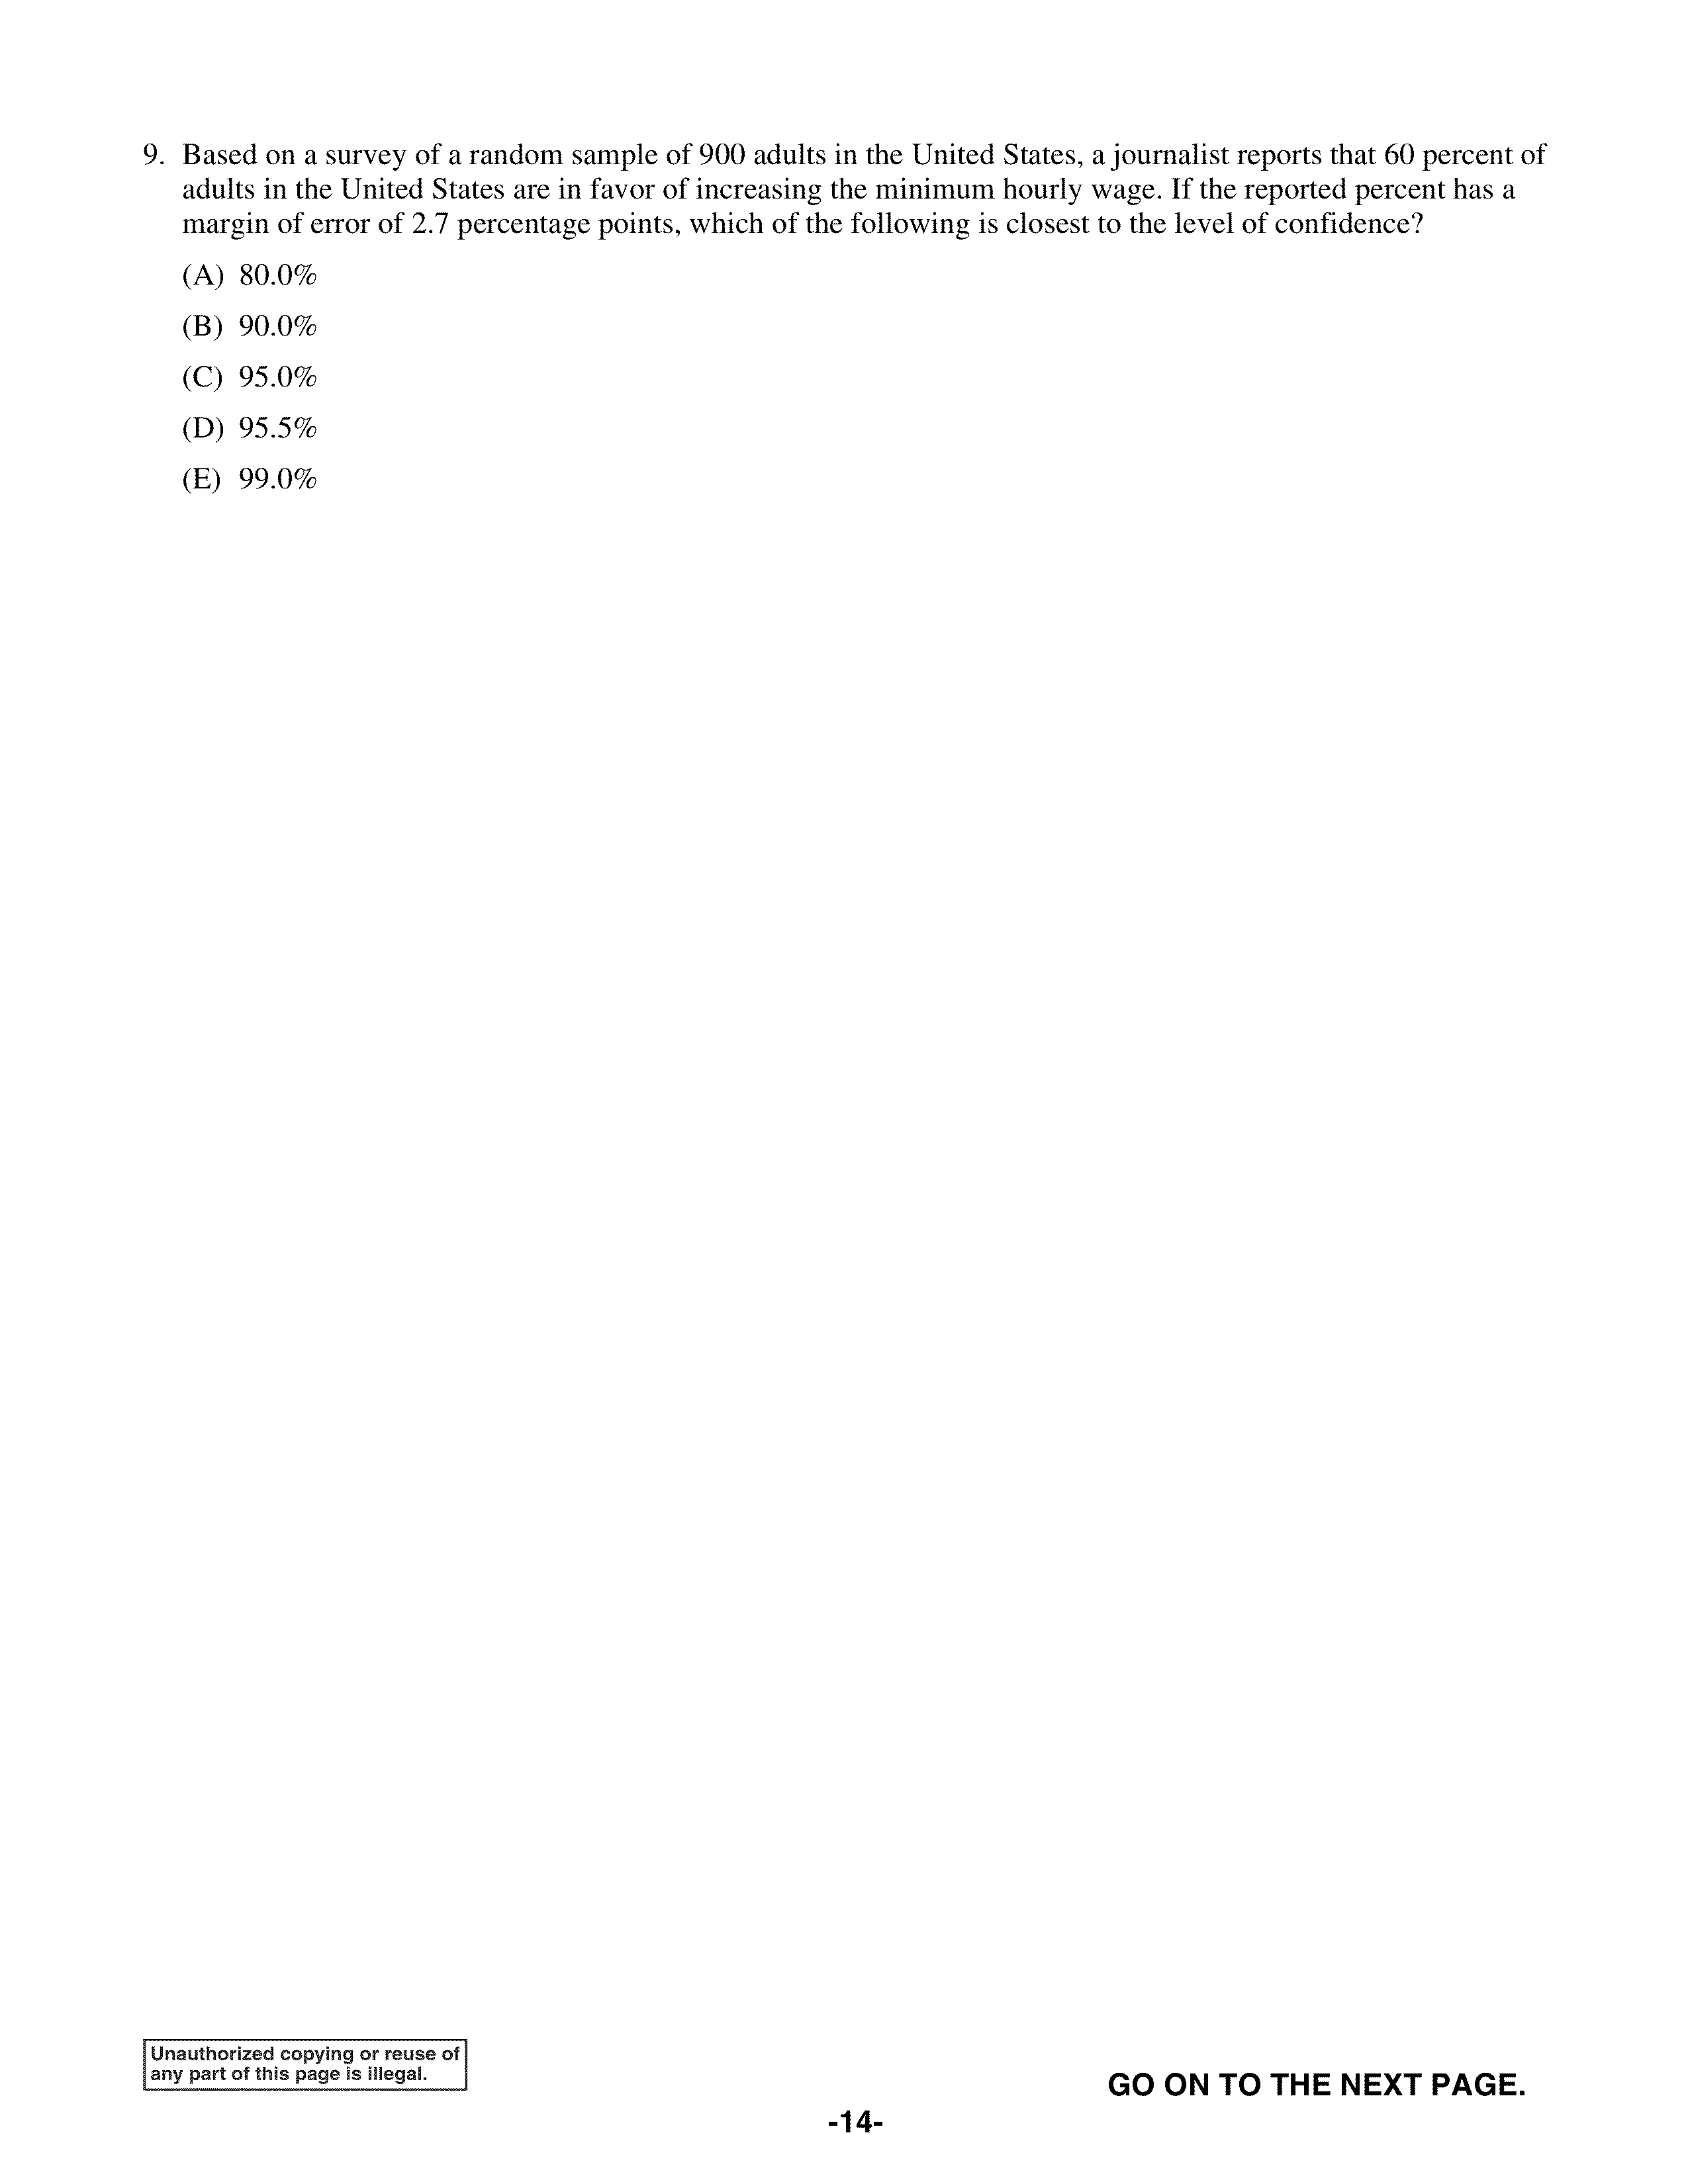 9. Based on a survey of a random sample of 900 adults in the United States, a journalist reports that 60 percent of
adults in the United States are in favor of increasing the minimum hourly wage. If the reported percent has a
margin of error of 2.7 percentage points, which of the following is closest to the level of confidence?
(A) 80.0%
(B) 90.0%
(C) 95.0%
(D) 95.5%
(E) 99.0%
Unauthorized copying or reuse of
any part of this page is illegal.
GO ON TO THE NEXT PAGE.
-14-